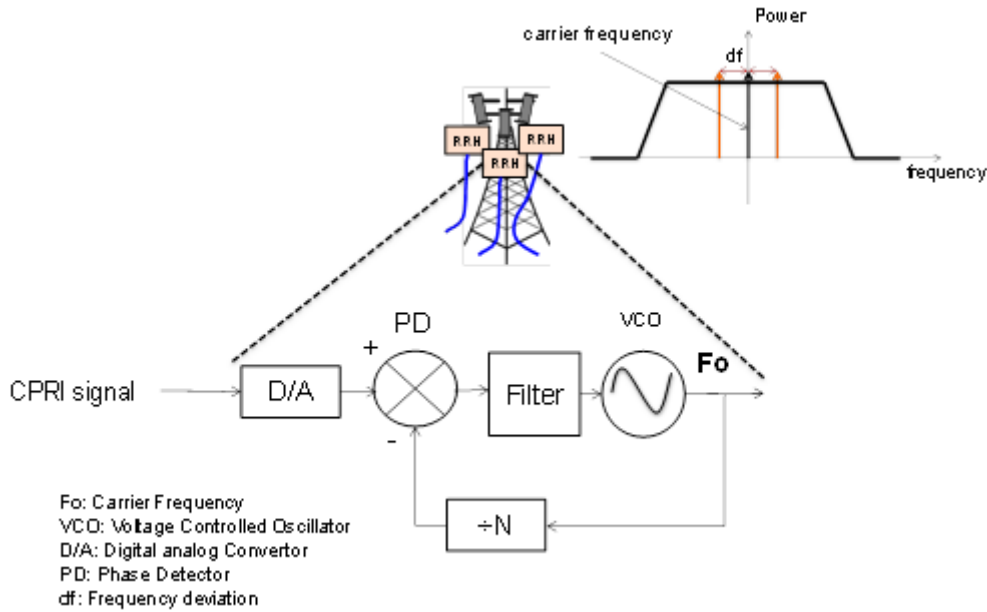 Power
carrier frequency
df
RRH
RRH
RRH
frequency
PD
VCO
+
Fo
CPRI signal
D/A
Filter
-
÷N
Fo: Carrier Frequency
VCO: Voltage Controlled Oscillator
D/A: Digital analog Convertor
PD: Phase Detector
df: Frequency deviation